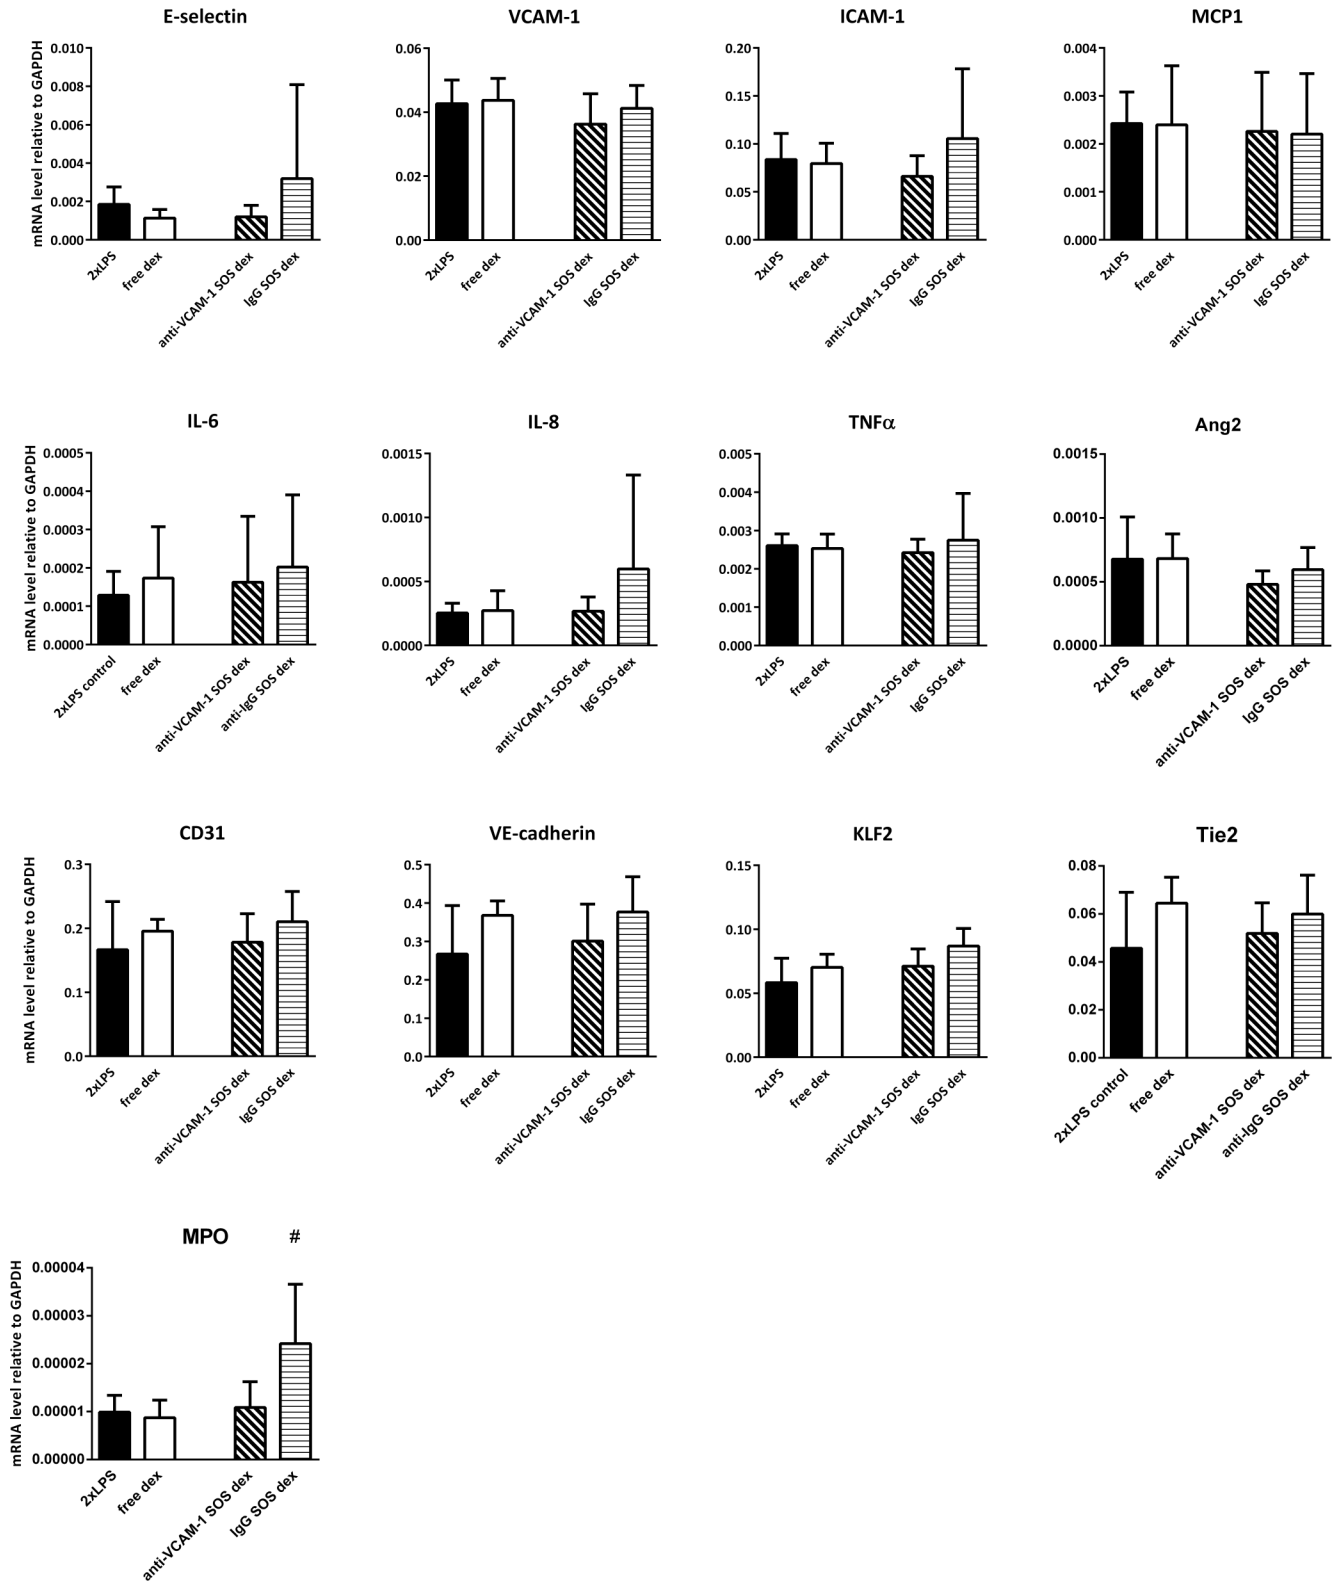 E-selectin
VCAM-1
ICAM-1
MCP1
mRNA level relative to GAPDH
0.010
0.008
0.006
0.004
0.002
0.000
2xLPS
free dex
anti-VCAM-1 SOS dex
IgG SOS dex
0.06
0.04
0.02
0.00
2xLPS
free dex
anti-VCAM-1 SOS dex
IgG SOS dex
0.20
0.15
0.10
0.05
0.00
2xLPS
free dex
anti-VCAM-1 SOS dex
IgG SOS dex
0.004
0.003
0.002
0.001
0.000
2xLPS
free dex
anti-VCAM-1 SOS dex
IgG SOS dex
IL-6
IL-8
TNFα
Ang2
mRNA level relative to GAPDH
0.0005
0.0004
0.0003
0.0002
0.0001
0.0000
2xLPS control
free dex
anti-VCAM-1 SOS dex
anti-IgG SOS dex
0.0015
0.0010
0.0005
0.0000
2xLPS
free dex
anti-VCAM-1 SOS dex
IgG SOS dex
0.005
0.004
0.003
0.002
0.001
0.000
2xLPS
free dex
anti-VCAM-1 SOS dex
IgG SOS dex
0.0015
0.0010
0.0005
0.0000
2xLPS
free dex
anti-VCAM-1 SOS dex
IgG SOS dex
CD31
VE-cadherin
KLF2
Tie2
mRNA level relative to GAPDH
0.3
0.2
0.1
0.0
2xLPS
free dex
anti-VCAM-1 SOS dex
IgG SOS dex
0.5
0.4
0.3
0.2
0.1
0.0
2xLPS
free dex
anti-VCAM-1 SOS dex
IgG SOS dex
0.15
0.10
0.05
0.00
2xLPS
free dex
anti-VCAM-1 SOS dex
IgG SOS dex
0.08
0.06
0.04
0.02
0.00
2xLPS control
free dex
anti-VCAM-1 SOS dex
anti-IgG SOS dex
MPO #
mRNA level relative to GAPDH
0.00004
0.00003
0.00002
0.00001
0.00000
2xLPS
free dex
anti-VCAM-1 SOS dex
IgG SOS dex